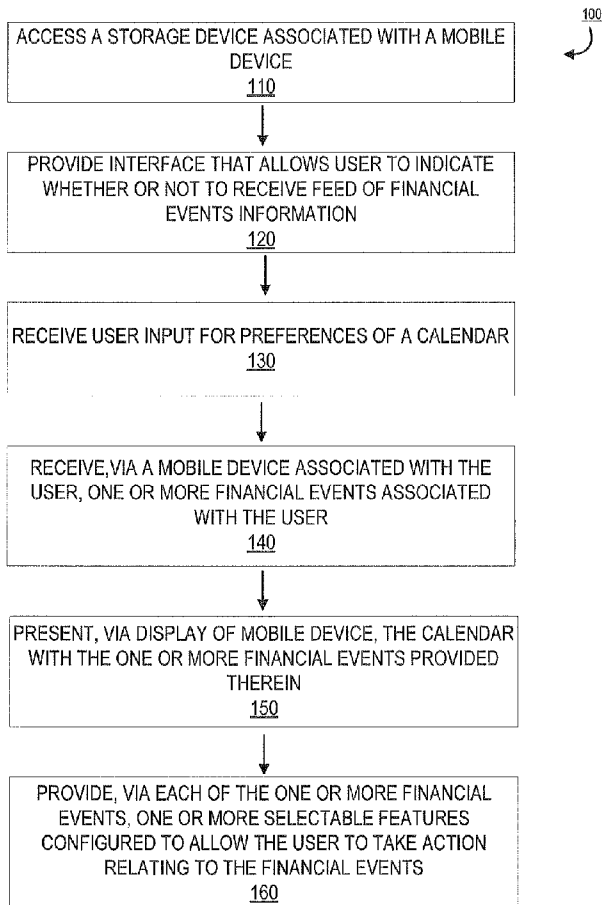 100
ACCESS A STORAGE DEVICE ASSOCIATED WITH A MOBILE
DEVICE
110
PROVIDE INTERFACE THAT ALLOWS USER TO INDICATE
WHETHER OR NOT TO RECEIVE FEED OF FINANCIAL
EVENTS INFORMATION
120
RECEIVE USER INPUT FOR PREFERENCES OF A CALENDAR
130
RECEIVE,VIA A MOBILE DEVICE ASSOCIATED WITH THE
USER, ONE OR MORE FINANCIAL EVENTS ASSOCIATED
WITH THE USER
140
PRESENT, VIA DISPLAY OF MOBILE DEVICE, THE CALENDAR
WITH THE ONE OR MORE FINANCIAL EVENTS PROVIDED
THEREIN
150
PROVIDE, VIA EACH OF THE ONE OR MORE FINANCIAL
EVENTS, ONE OR MORE SELECTABLE FEATURES
CONFIGURED TO ALLOW THE USER TO TAKE ACTION
RELATING TO THE FINANCIAL EVENTS
160